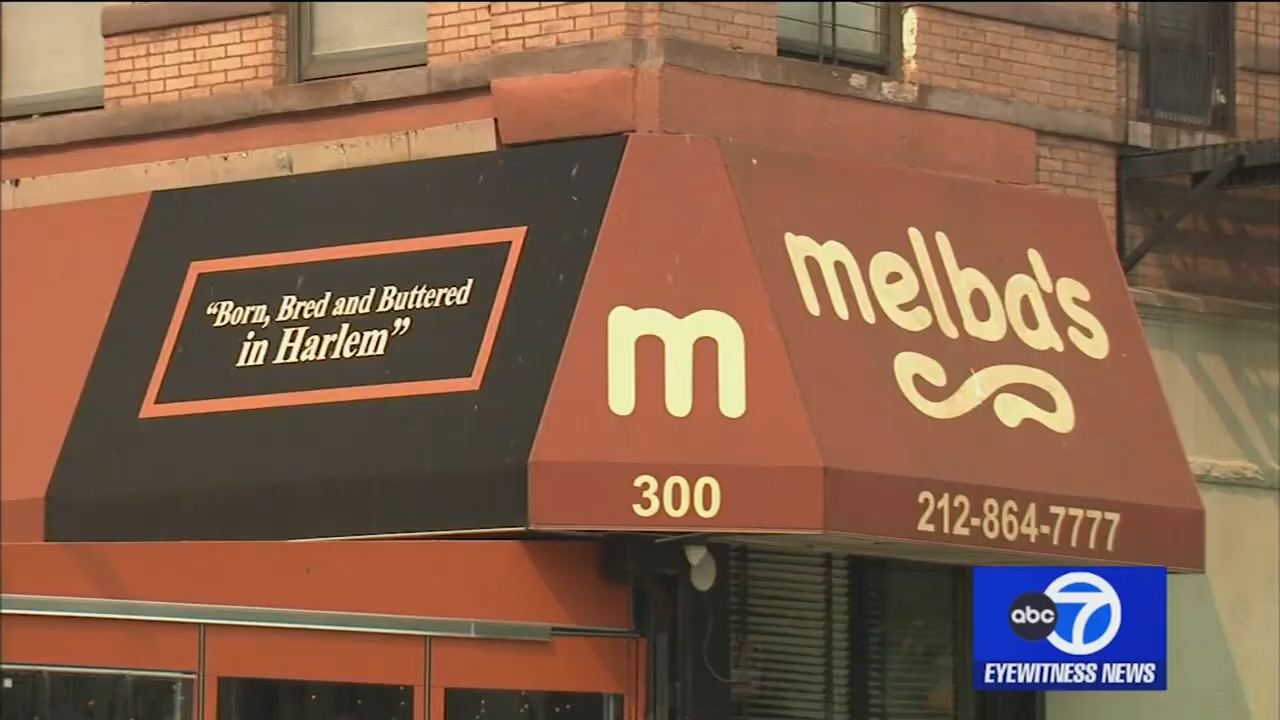 “Born, Bred and Buttered
in Harlem”
m
300
melba's
212-864-7777
abc 7
EYEWITNESS NEWS